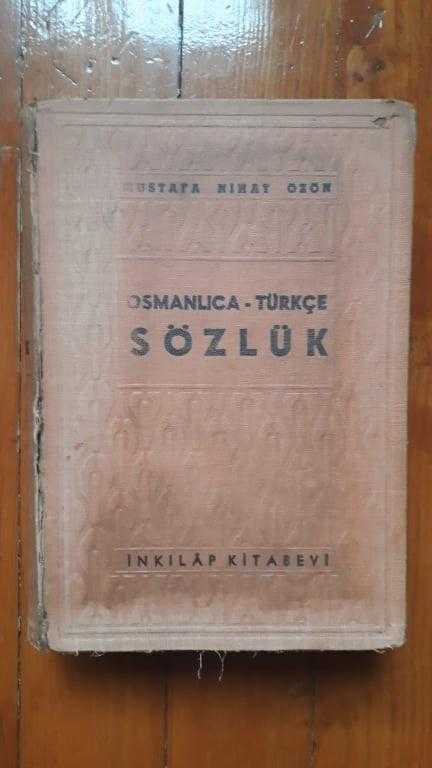 MUSTAFA NİHAT ÖZÖN
OSMANLICA - TÜRKÇE
SÖZLÜK
İNKILÂP KİTABEVİ